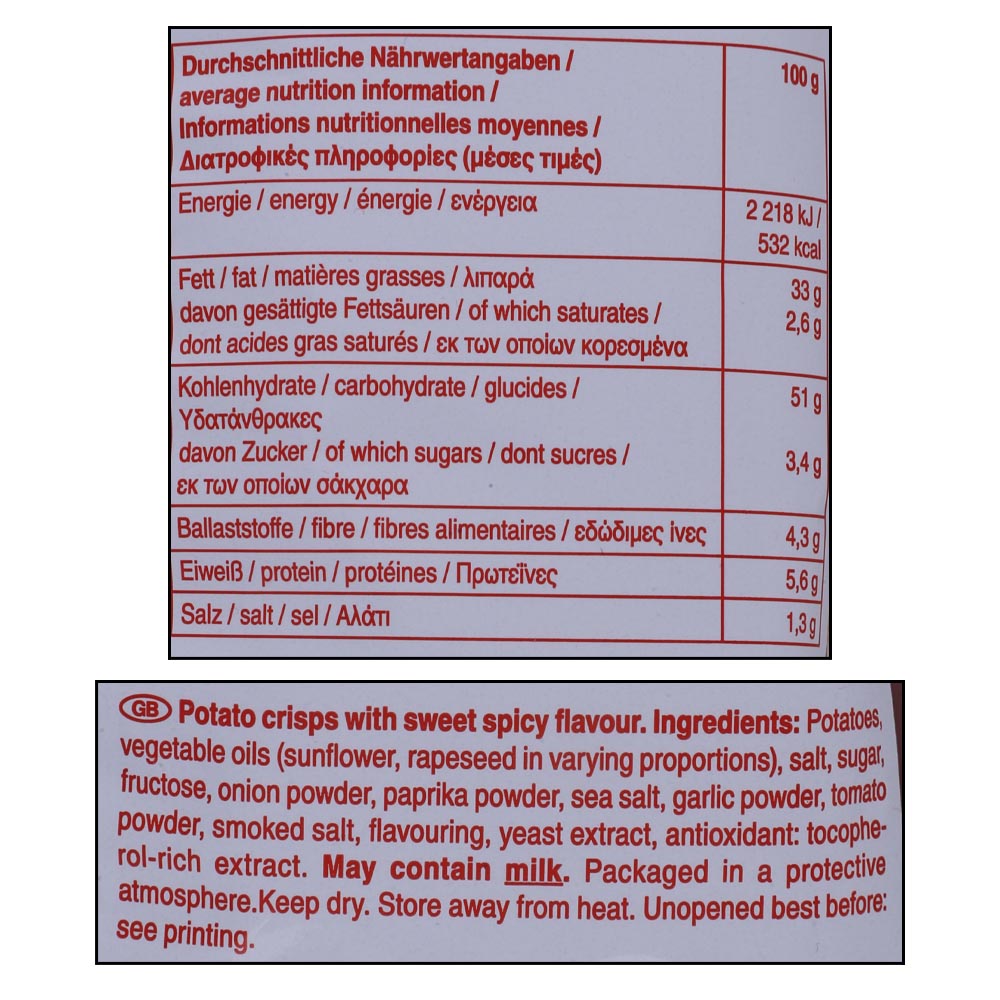 Durchschnittliche Nährwertangaben /
average nutrition information /
Informations nutritionnelles moyennes /
Διατροφικές πληροφορίες (μέσες τιμές)
100 g
Energie / energy / énergie / ενέργεια
2 218 kJ /
532 kcal
Fett / fat / matières grasses / λιπαρά
33 g
davon gesättigte Fettsäuren / of which saturates /
2,6 g
dont acides gras saturés / εκ των οποίων κορεσμένα
Kohlenhydrate / carbohydrate / glucides /
51 g
Υδατάνθρακες
davon Zucker / of which sugars / dont sucres /
3,4 g
εκ των οποίων σάκχαρα
Ballaststoffe / fibre / fibres alimentaires / εδώδιμες ίνες
4,3 g
Eiweiß / protein / protéines / Πρωτεΐνες
5,6 g
Salz / salt / sel / Αλάτι
1,3 g
GB Potato crisps with sweet spicy flavour. Ingredients: Potatoes,
vegetable oils (sunflower, rapeseed in varying proportions), salt, sugar,
fructose, onion powder, paprika powder, sea salt, garlic powder, tomato
powder, smoked salt, flavouring, yeast extract, antioxidant: tocophe-
rol-rich extract. May contain milk. Packaged in a protective
atmosphere.Keep dry. Store away from heat. Unopened best before:
see printing.